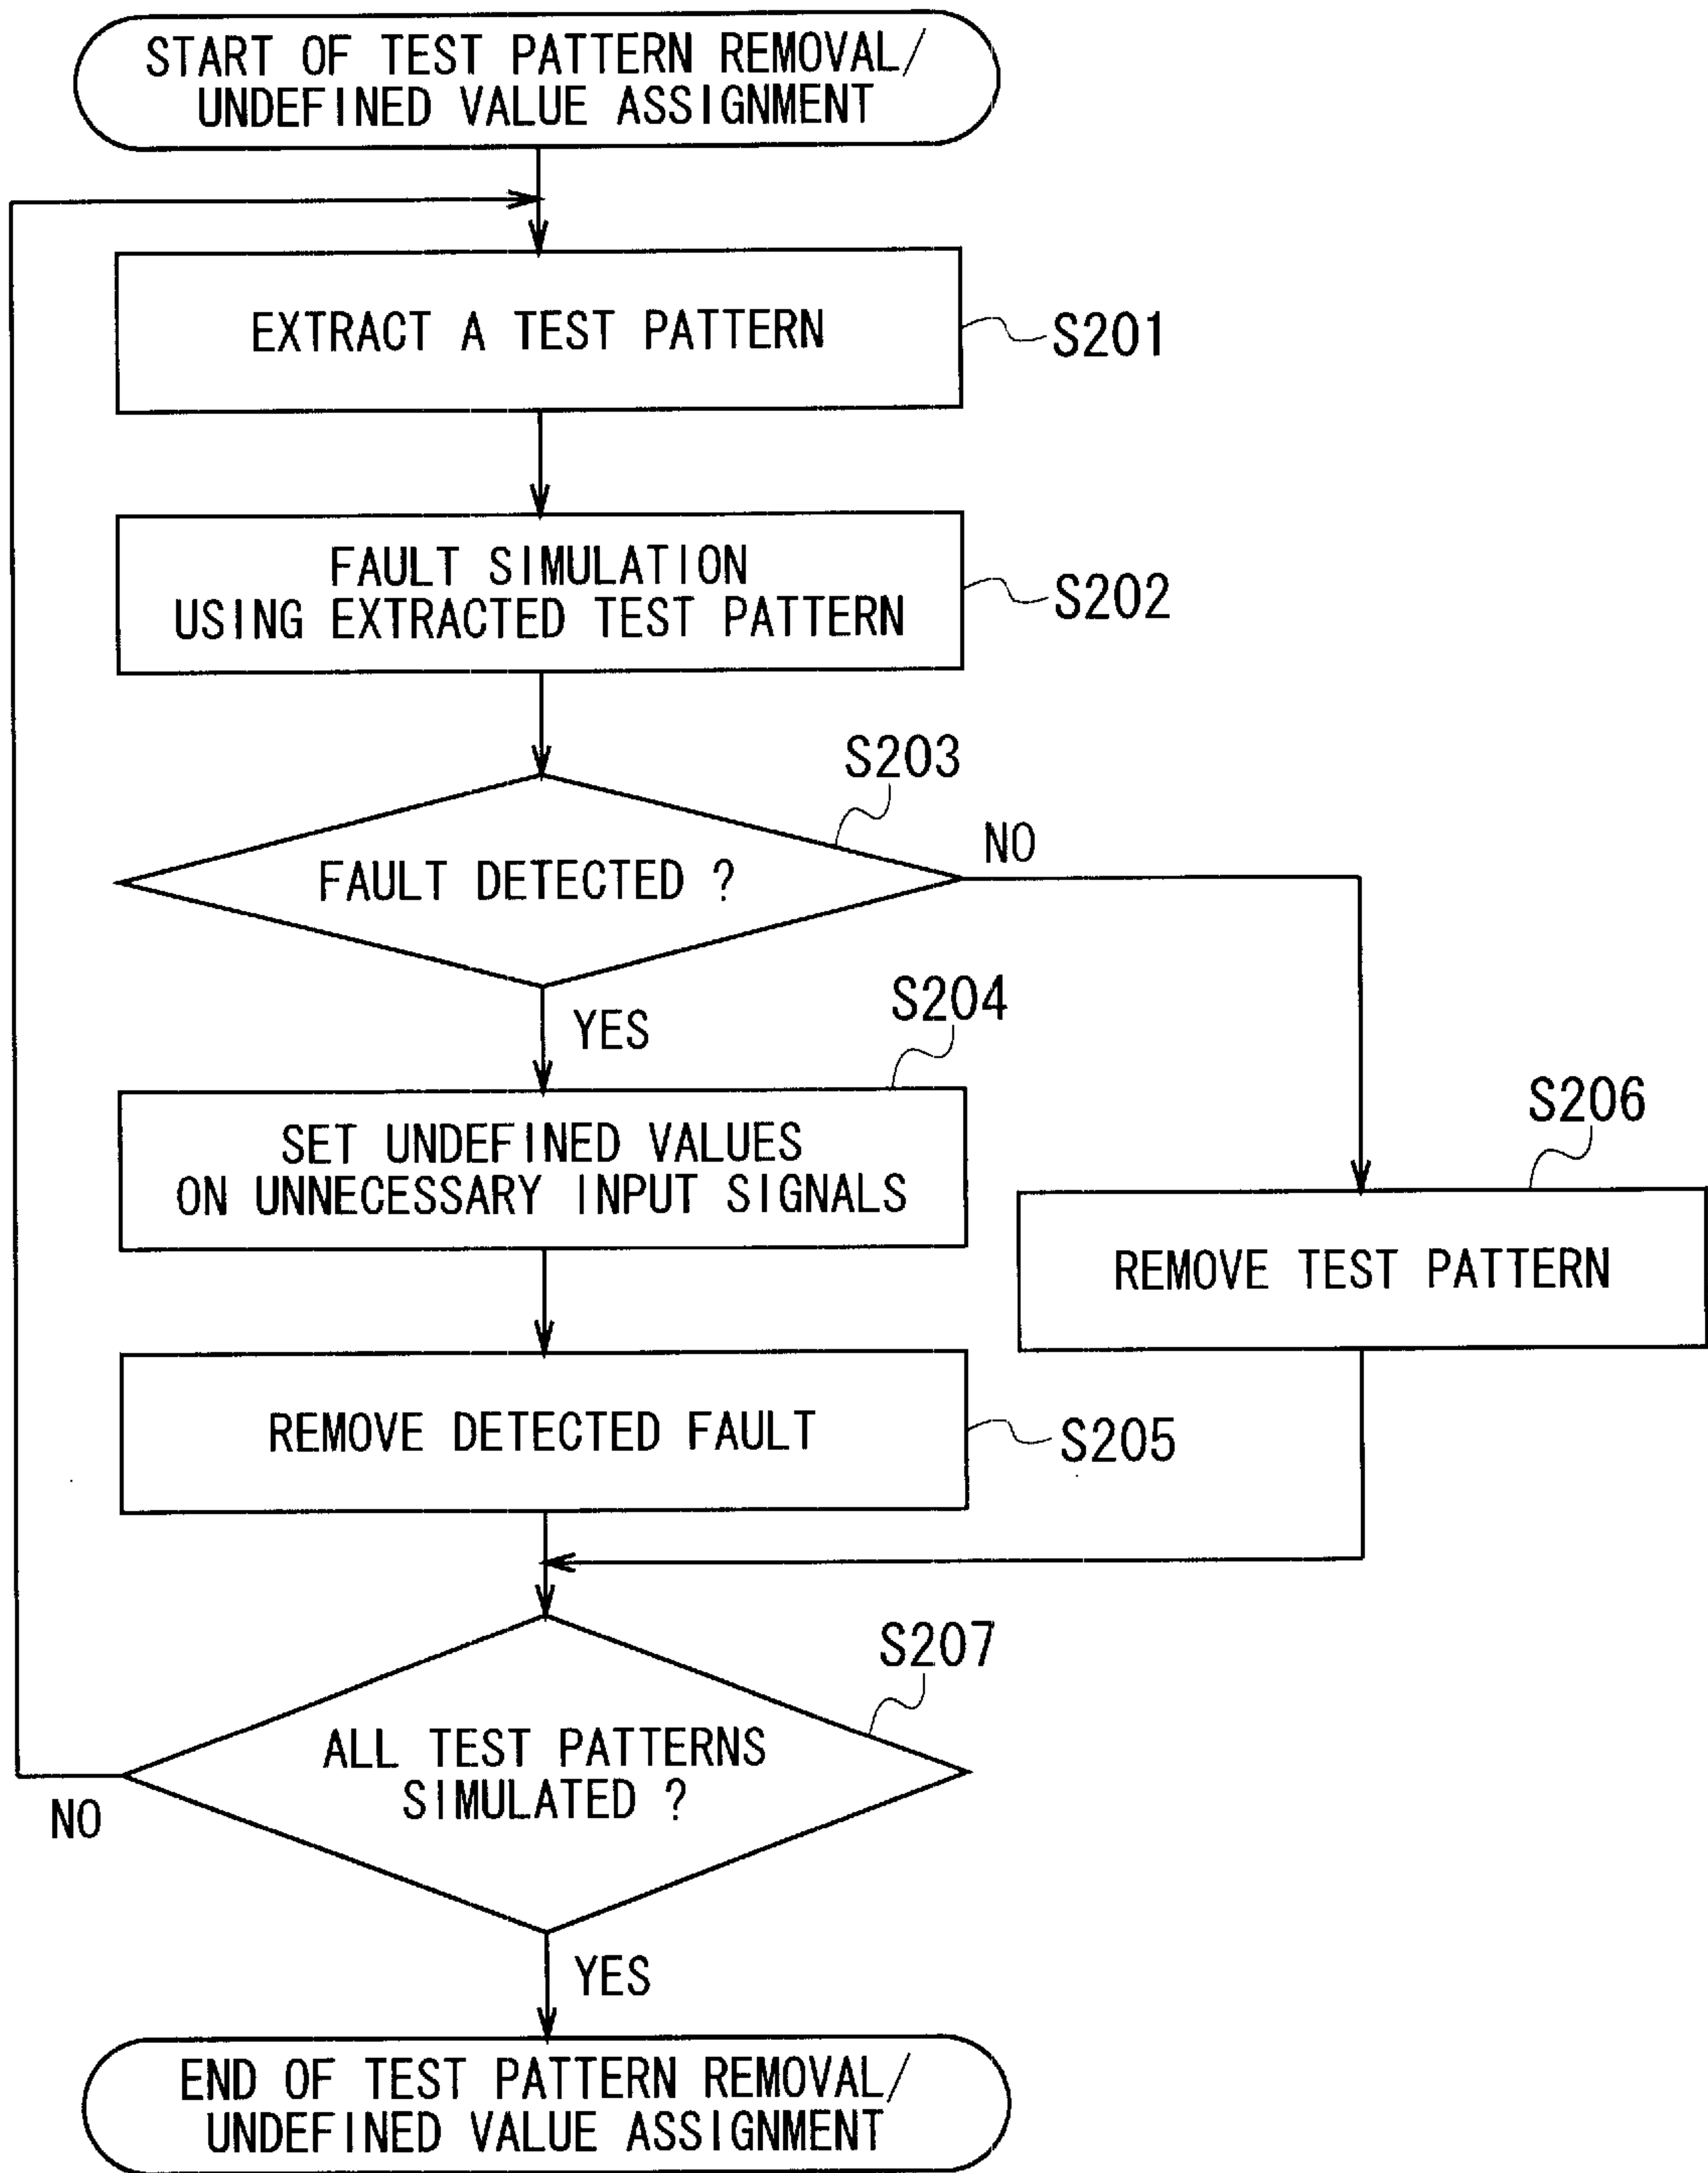 START OF TEST PATTERN REMOVAL/
UNDEFINED VALUE ASSIGNMENT
EXTRACT A TEST PATTERN
S201
FAULT SIMULATION
USING EXTRACTED TEST PATTERN
S202
S203
FAULT DETECTED ?
NO
YES
S204
SET UNDEFINED VALUES
ON UNNECESSARY INPUT SIGNALS
S206
REMOVE TEST PATTERN
REMOVE DETECTED FAULT
S205
S207
ALL TEST PATTERNS
SIMULATED ?
NO
YES
END OF TEST PATTERN REMOVAL/
UNDEFINED VALUE ASSIGNMENT